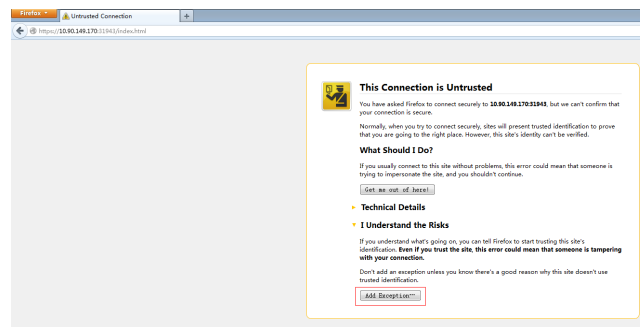 Firefox
Untrusted Connection
+
https://10.90.149.170:31943/index.html
This Connection is Untrusted
You have asked Firefox to connect securely to 10.90.149.170:31943, but we can't confirm that
your connection is secure.
Normally, when you try to connect securely, sites will present trusted identification to prove
that you are going to the right place. However, this site's identity can't be verified.
What Should I Do?
If you usually connect to this site without problems, this error could mean that someone is
trying to impersonate the site, and you shouldn't continue.
Get me out of here!
Technical Details
I Understand the Risks
If you understand what's going on, you can tell Firefox to start trusting this site's
identification. Even if you trust the site, this error could mean that someone is tampering
with your connection.
Don't add an exception unless you know there's a good reason why this site doesn't use
trusted identification.
Add Exception…